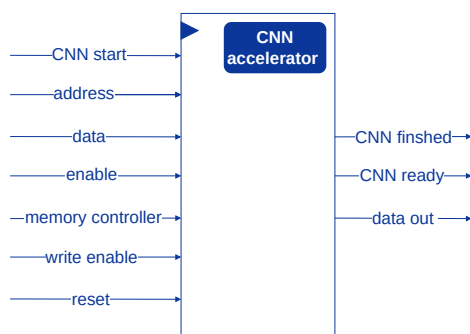 CNN
accelerator
CNN start
address
data
enable
memory controller
write enable
reset
CNN finshed
CNN ready
data out